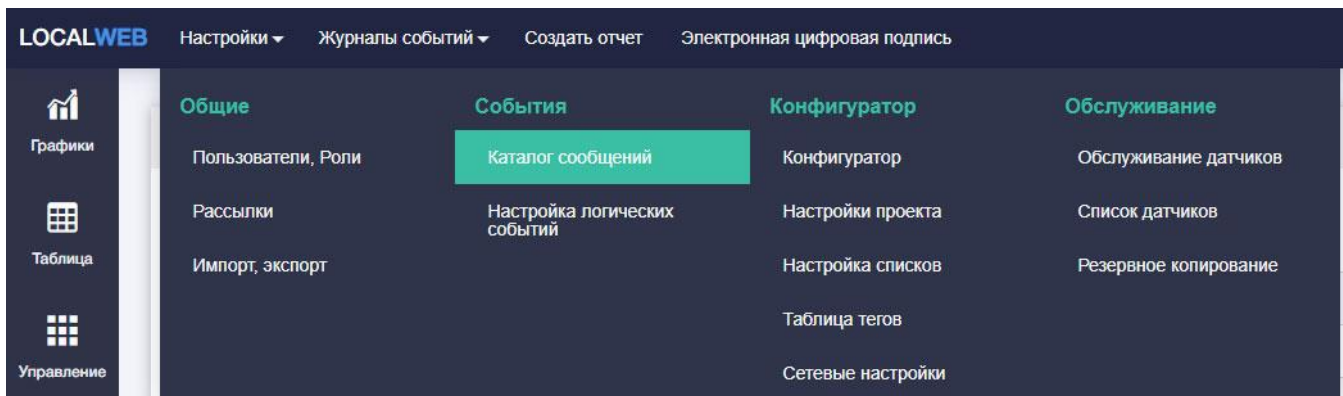 LOCALWEB Настройки Журналы событий Создать отчет Электронная цифровая подпись
Графики
Таблица
Управление
Общие
Пользователи, Роли
Рассылки
Импорт, экспорт
События
Каталог сообщений
Настройка логических
событий
Конфигуратор
Конфигуратор
Настройки проекта
Настройка списков
Таблица тегов
Сетевые настройки
Обслуживание
Обслуживание датчиков
Список датчиков
Резервное копирование